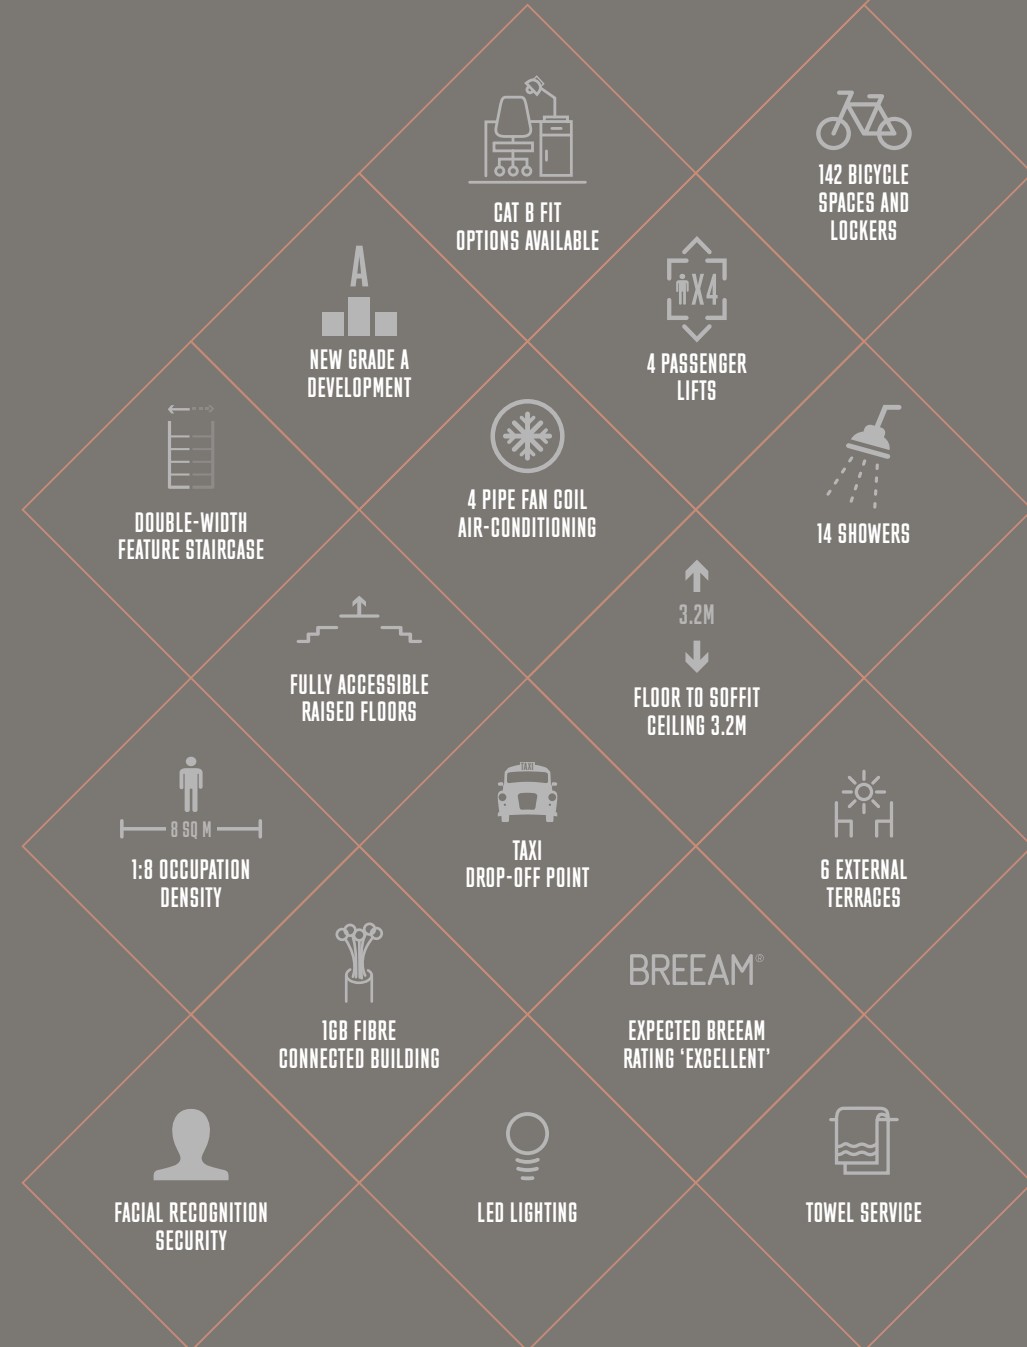 CAT B FIT
OPTIONS AVAILABLE
142 BICYCLE
SPACES AND
LOCKERS
A
NEW GRADE A
DEVELOPMENT
X4
4 PASSENGER
LIFTS
DOUBLE-WIDTH
FEATURE STAIRCASE
4 PIPE FAN COIL
AIR-CONDITIONING
14 SHOWERS
FULLY ACCESSIBLE
RAISED FLOORS
3.2M
FLOOR TO SOFFIT
CEILING 3.2M
8 SQ M
1:8 OCCUPATION
DENSITY
TAXI
TAXI
DROP-OFF POINT
6 EXTERNAL
TERRACES
1GB FIBRE
CONNECTED BUILDING
BREEAM®
EXPECTED BREEAM
RATING ‘EXCELLENT’
FACIAL RECOGNITION
SECURITY
LED LIGHTING
TOWEL SERVICE